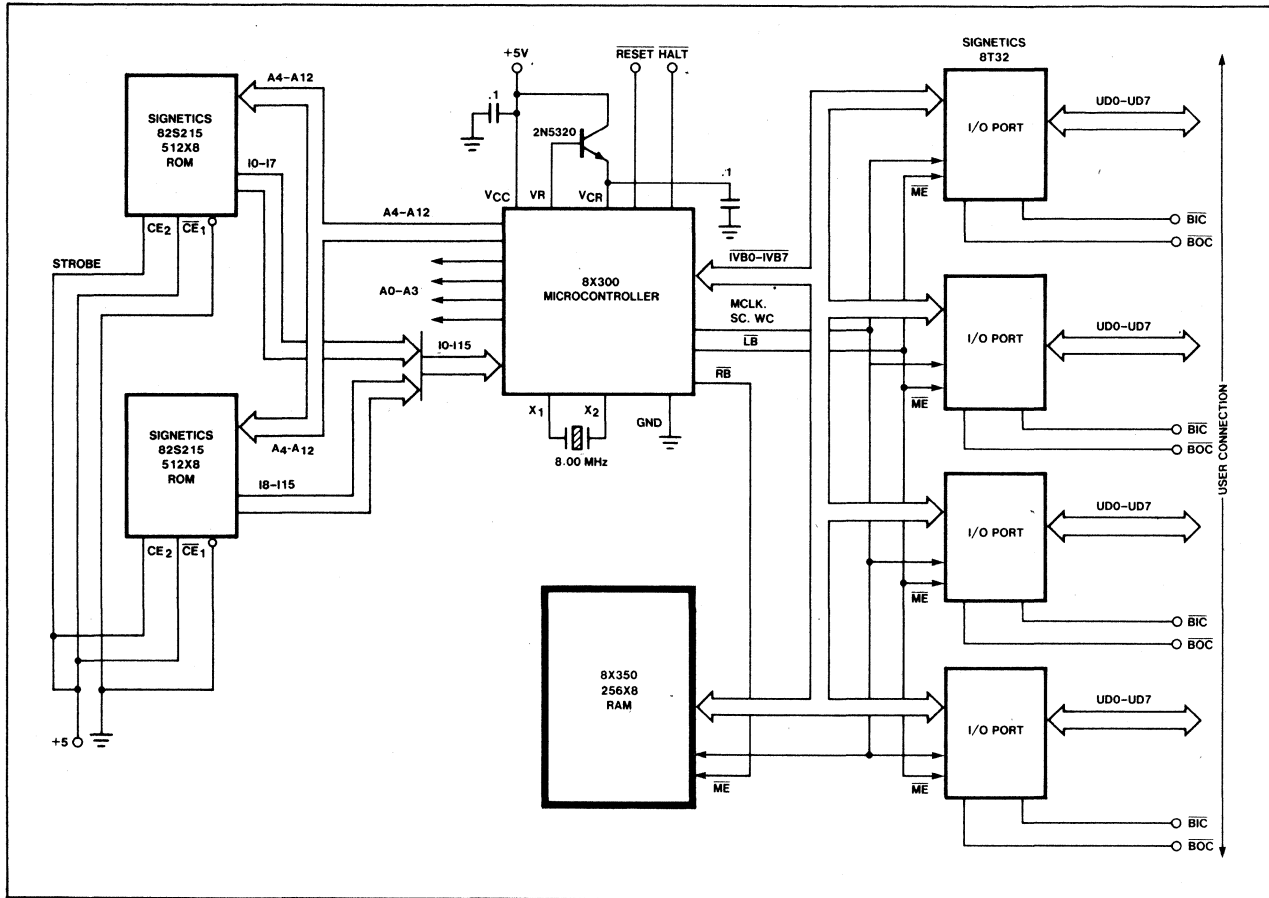 +5V
RESET
HALT
SIGNETICS
8T32
A4-A12
SIGNETICS
82S215
512X8
ROM
.1
2N5320
I/O PORT
UD0-UD7
I0-I7
VCC
VR
VCR
.1
ME
CE2
CE1
A4-A12
BIC
BOC
STROBE
IVB0-IVB7
8X300
MICROCONTROLLER
A0-A3
MCLK.
SC. WC
I/O PORT
UD0-UD7
I0-I15
LB
RB
ME
X1
X2
GND
8.00 MHz
BIC
BOC
SIGNETICS
82S215
512X8
ROM
A4-A12
I8-I15
USER CONNECTION
I/O PORT
UD0-UD7
CE2
CE1
ME
BIC
BOC
8X350
256X8
RAM
I/O PORT
UD0-UD7
+5
ME
ME
BIC
BOC